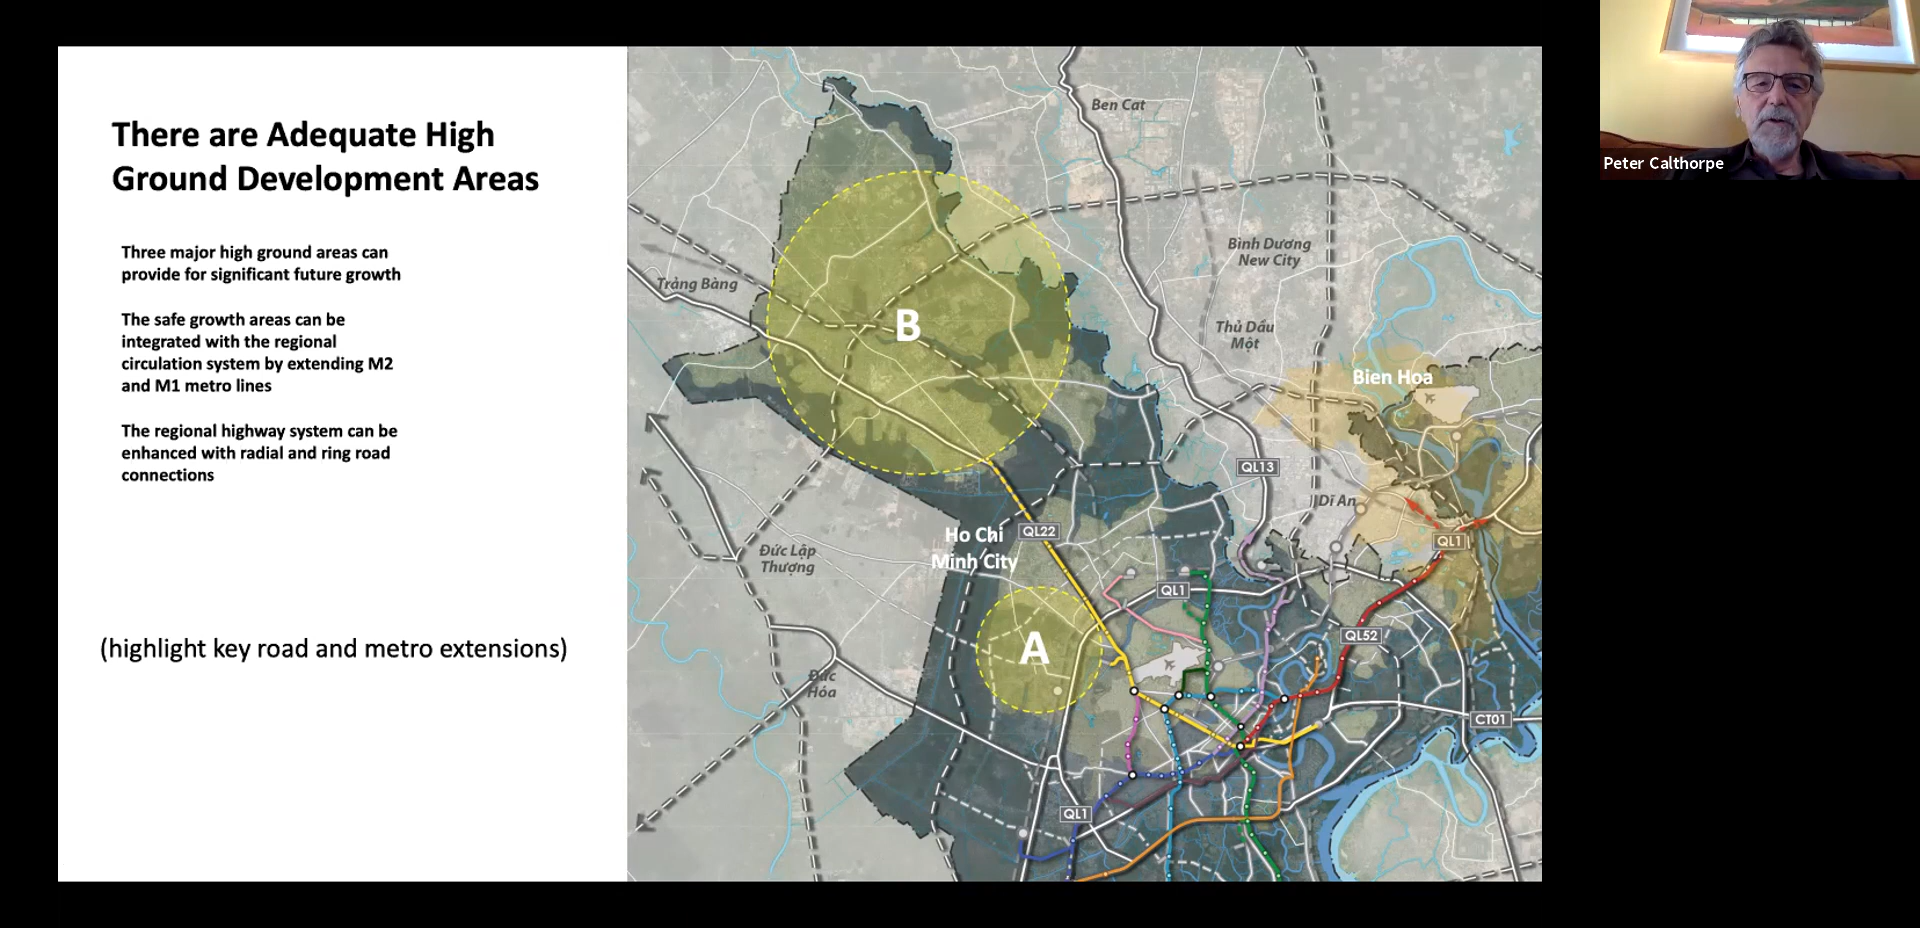 There are Adequate High
Ground Development Areas
Three major high ground areas can
provide for significant future growth
The safe growth areas can be
integrated with the regional
circulation system by extending M2
and M1 metro lines
The regional highway system can be
enhanced with radial and ring road
connections
(highlight key road and metro extensions)
Ben Cat
Bình Dương
New City
Trảng Bàng
B
Thủ Dầu
Một
Bien Hoa
QL13
Dĩ An
Ho Chi
Minh City
QL22
QL1
Đức Lập
Thượng
QL1
A
QL52
Đức
Hóa
CT01
QL1
Peter Calthorpe